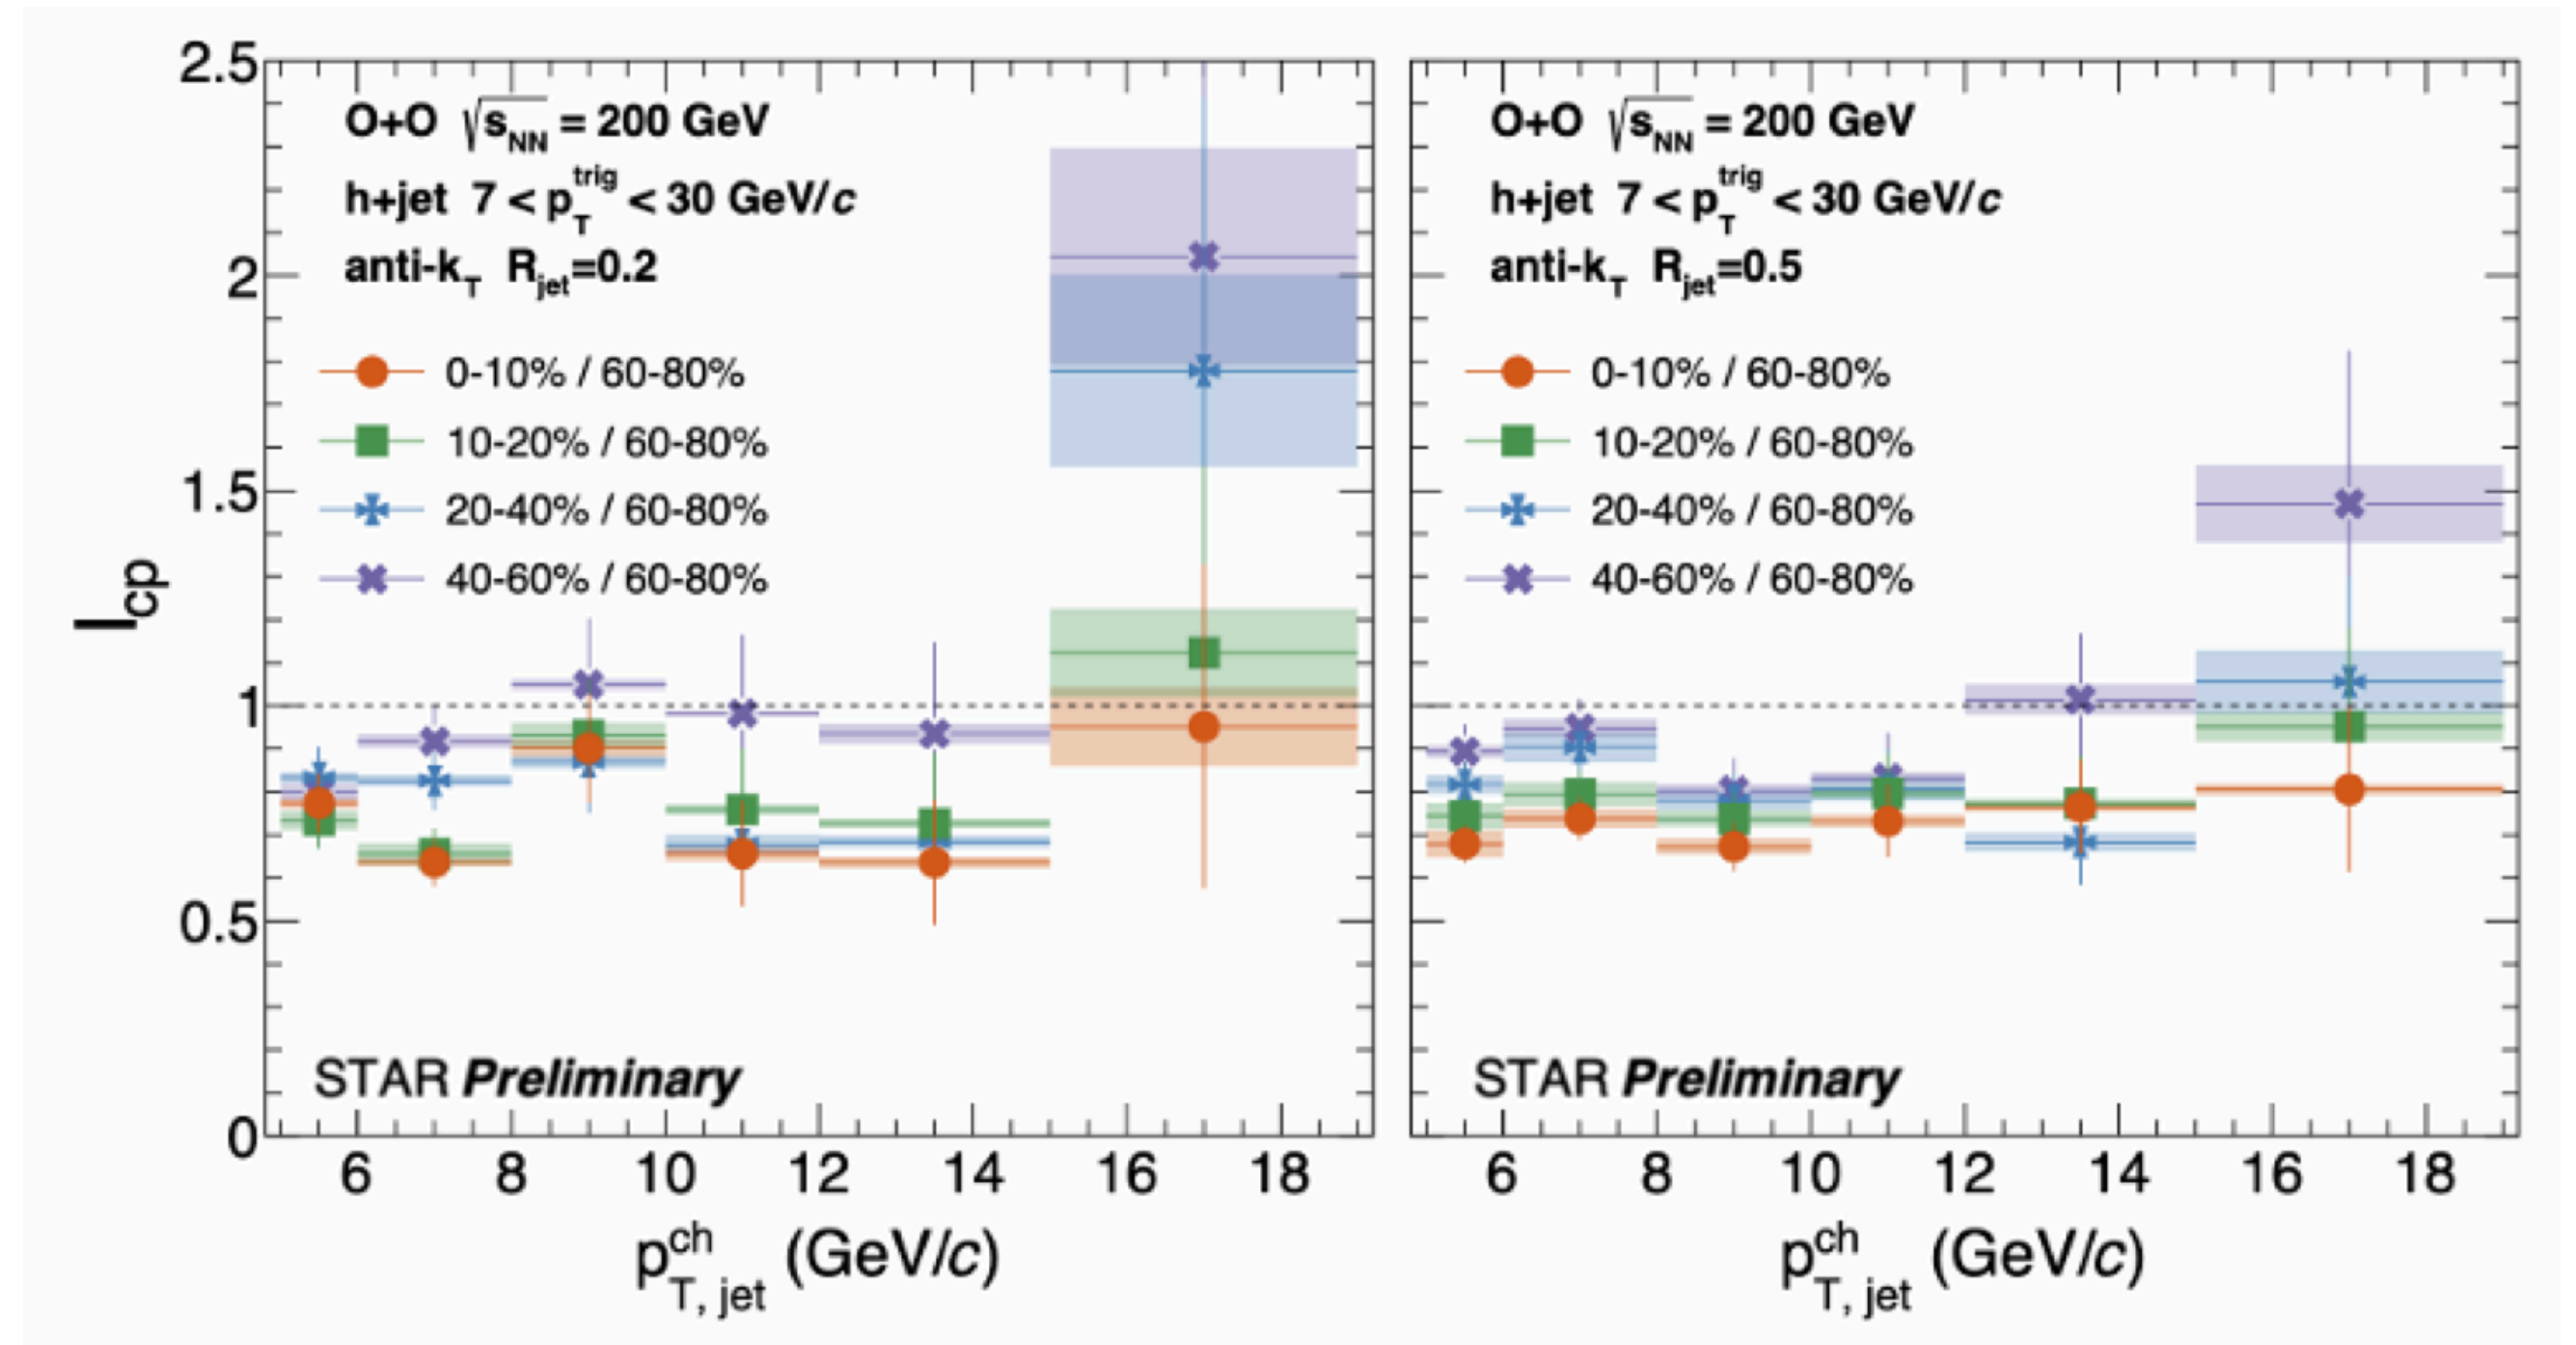 I_cp
2.5
2
1.5
1
0.5
0
O+O √s_NN = 200 GeV
h+jet 7 < p_T^trig < 30 GeV/c
anti-k_T R_jet=0.2
0-10% / 60-80%
10-20% / 60-80%
20-40% / 60-80%
40-60% / 60-80%
STAR Preliminary
6 8 10 12 14 16 18
p_T, jet^ch (GeV/c)
O+O √s_NN = 200 GeV
h+jet 7 < p_T^trig < 30 GeV/c
anti-k_T R_jet=0.5
0-10% / 60-80%
10-20% / 60-80%
20-40% / 60-80%
40-60% / 60-80%
STAR Preliminary
6 8 10 12 14 16 18
p_T, jet^ch (GeV/c)